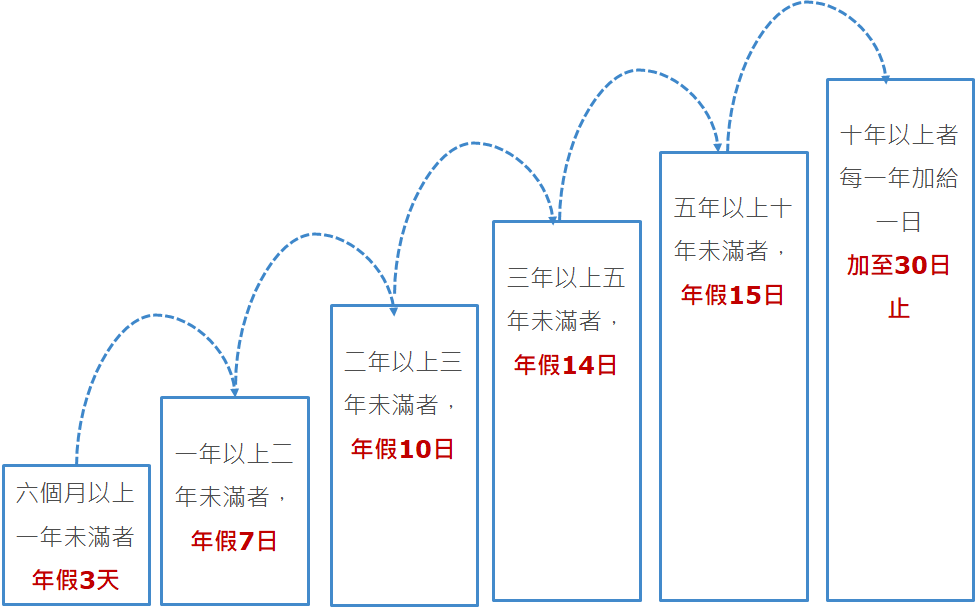 六個月以上
一年未滿者
年假3天
一年以上二
年未滿者，
年假7日
二年以上三
年未滿者，
年假10日
三年以上五
年未滿者，
年假14日
五年以上十
年未滿者，
年假15日
十年以上者
每一年加給
一日
加至30日
止